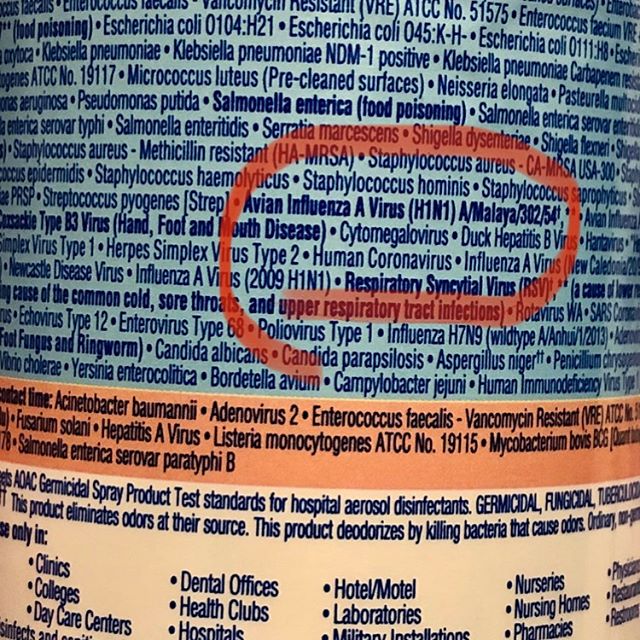 faecalis • Enterococcus faecalis - Vancomycin Resistant (VRE) ATCC No. 51575 • Enterococcus faecium VRE
(food poisoning) • Escherichia coli 0104:H21 • Escherichia coli 045:K-H- • Escherichia coli 0111:H8 •
oxytoca • Klebsiella pneumoniae • Klebsiella pneumoniae NDM-1 positive • Klebsiella pneumoniae Carbapenem
ATCC No. 19117 • Micrococcus luteus (Pre-cleaned surfaces) • Neisseria elongata • Pasteurella
aeruginosa • Pseudomonas putida • Salmonella enterica (food poisoning) • Salmonella enterica
enterica serovar typhi • Salmonella enteritidis • Serratia marcescens • Shigella dysenteriae • Shigella flexneri •
• Staphylococcus aureus - Methicillin resistant (HA-MRSA) • Staphylococcus aureus - CA-MRSA USA-300 •
epidermidis • Staphylococcus haemolyticus • Staphylococcus hominis • Staphylococcus saprophyticus •
PRSP • Streptococcus pyogenes [Strep • Avian Influenza A Virus (H1N1) A/Malaya/302/54 • Avian
Type B3 Virus (Hand, Foot and Mouth Disease) • Cytomegalovirus • Duck Hepatitis B Virus • Hantavirus •
Simplex Virus Type 1 • Herpes Simplex Virus Type 2 • Human Coronavirus • Influenza A Virus (New Caledonia
• Newcastle Disease Virus • Influenza A Virus (2009 H1N1) • Respiratory Syncytial Virus (RSV) (a cause of lower
cause of the common cold, sore throats, and upper respiratory tract infections) • Rotavirus WA • SARS
• Echovirus Type 12 • Enterovirus Type 68 • Poliovirus Type 1 • Influenza H7N9 (wildtype A/Anhui/1/2013) •
Foot Fungus and Ringworm) • Candida albicans • Candida parapsilosis • Aspergillus niger†† • Penicillium
Vibrio cholerae • Yersinia enterocolitica • Bordetella avium • Campylobacter jejuni • Human Immunodeficiency Virus Type
contact time: Acinetobacter baumannii • Adenovirus 2 • Enterococcus faecalis - Vancomycin Resistant (VRE) ATCC No.
• Fusarium solani • Hepatitis A Virus • Listeria monocytogenes ATCC No. 19115 • Mycobacterium bovis BCG
78 • Salmonella enterica serovar paratyphi B
AOAC Germicidal Spray Product Test standards for hospital aerosol disinfectants. GERMICIDAL, FUNGICIDAL,
†† This product eliminates odors at their source. This product deodorizes by killing bacteria that cause odors. Ordinary,
only in:
• Clinics
• Colleges
• Day Care Centers
• Dental Offices
• Health Clubs
• Hospitals
• Hotel/Motel
• Laboratories
• Military Installations
• Nurseries
• Nursing Homes
• Pharmacies